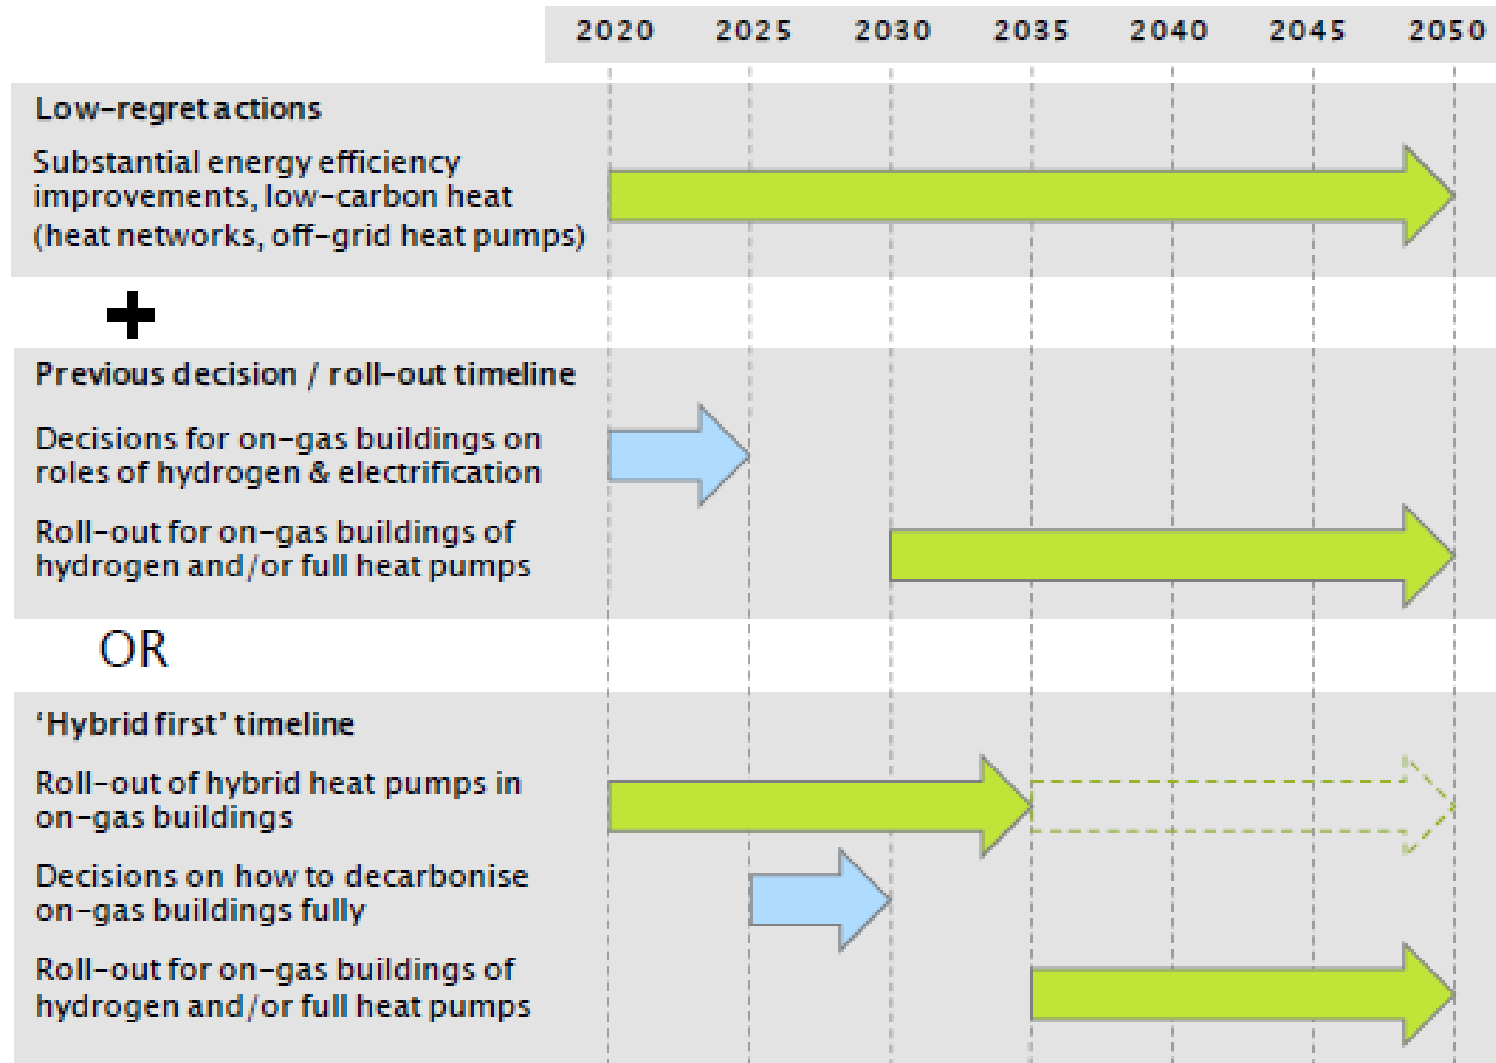 2020 2025 2030 2035 2040 2045 2050
Low-regret actions
Substantial energy efficiency
improvements, low-carbon heat
(heat networks, off-grid heat pumps)
+
Previous decision / roll-out timeline
Decisions for on-gas buildings on
roles of hydrogen & electrification
Roll-out for on-gas buildings of
hydrogen and/or full heat pumps
OR
‘Hybrid first’ timeline
Roll-out of hybrid heat pumps in
on-gas buildings
Decisions on how to decarbonise
on-gas buildings fully
Roll-out for on-gas buildings of
hydrogen and/or full heat pumps